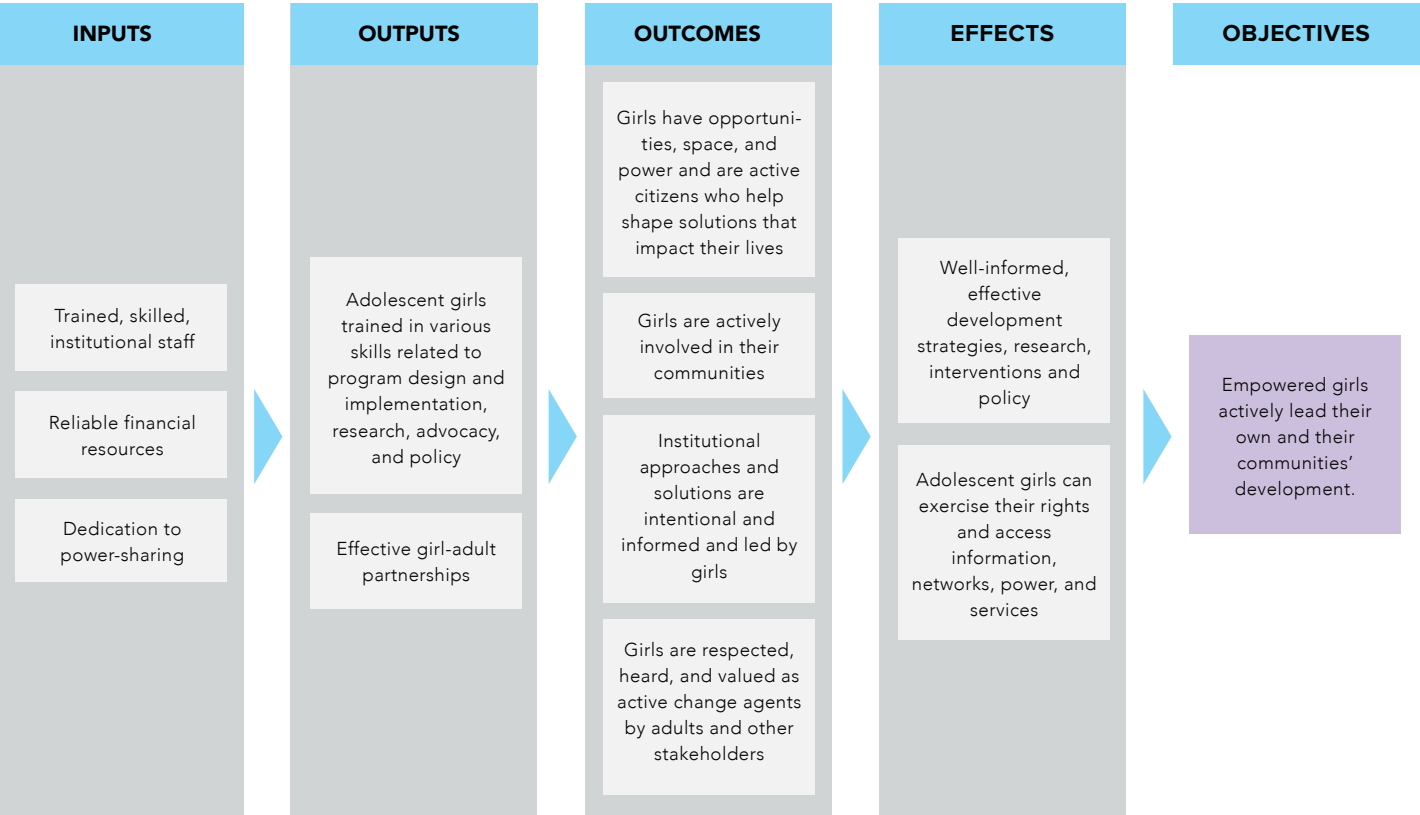 INPUTS
Trained, skilled,
institutional staff
Reliable financial
resources
Dedication to
power-sharing
OUTPUTS
Adolescent girls
trained in various
skills related to
program design and
implementation,
research, advocacy,
and policy
Effective girl-adult
partnerships
OUTCOMES
Girls have opportuni-
ties, space, and
power and are active
citizens who help
shape solutions that
impact their lives
Girls are actively
involved in their
communities
Institutional
approaches and
solutions are
intentional and
informed and led by
girls
Girls are respected,
heard, and valued as
active change agents
by adults and other
stakeholders
EFFECTS
Well-informed,
effective
development
strategies, research,
interventions and
policy
Adolescent girls can
exercise their rights
and access
information,
networks, power, and
services
OBJECTIVES
Empowered girls
actively lead their
own and their
communities’
development.